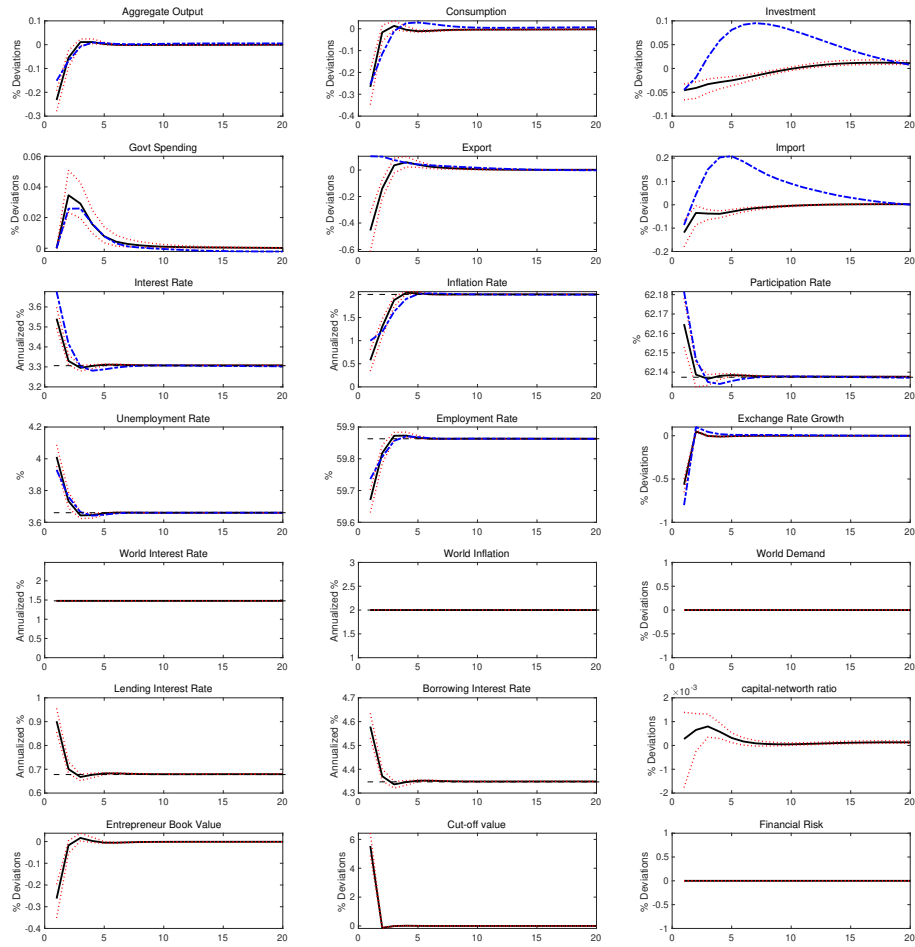 Aggregate Output
Consumption
Investment
% Deviations
0.1
0
-0.1
-0.2
-0.3
0 5 10 15 20
% Deviations
0
-0.1
-0.2
-0.3
-0.4
0 5 10 15 20
% Deviations
0.1
0.05
0
-0.05
-0.1
0 5 10 15 20
Govt Spending
Export
Import
% Deviations
0.06
0.04
0.02
0
0 5 10 15 20
% Deviations
0
-0.2
-0.4
-0.6
0 5 10 15 20
% Deviations
0.2
0.1
0
-0.1
-0.2
0 5 10 15 20
Interest Rate
Inflation Rate
Participation Rate
Annualized %
3.6
3.5
3.4
3.3
3.2
0 5 10 15 20
Annualized %
2
1.5
1
0.5
0
0 5 10 15 20
%
62.18
62.17
62.16
62.15
62.14
0 5 10 15 20
Unemployment Rate
Employment Rate
Exchange Rate Growth
%
4.2
4
3.8
3.6
0 5 10 15 20
%
59.9
59.8
59.7
59.6
0 5 10 15 20
% Deviations
0
-0.5
-1
0 5 10 15 20
World Interest Rate
World Inflation
World Demand
Annualized %
2
1.5
1
0.5
0
0 5 10 15 20
Annualized %
3
2.5
2
1.5
1
0 5 10 15 20
% Deviations
1
0.5
0
-0.5
-1
0 5 10 15 20
Lending Interest Rate
Borrowing Interest Rate
capital-networth ratio
Annualized %
1
0.9
0.8
0.7
0.6
0 5 10 15 20
Annualized %
4.7
4.6
4.5
4.4
4.3
0 5 10 15 20
% Deviations
2 ×10⁻³
1
0
-1
-2
0 5 10 15 20
Entrepreneur Book Value
Cut-off value
Financial Risk
% Deviations
0
-0.1
-0.2
-0.3
-0.4
0 5 10 15 20
% Deviations
6
4
2
0
0 5 10 15 20
% Deviations
1
0.5
0
-0.5
-1
0 5 10 15 20